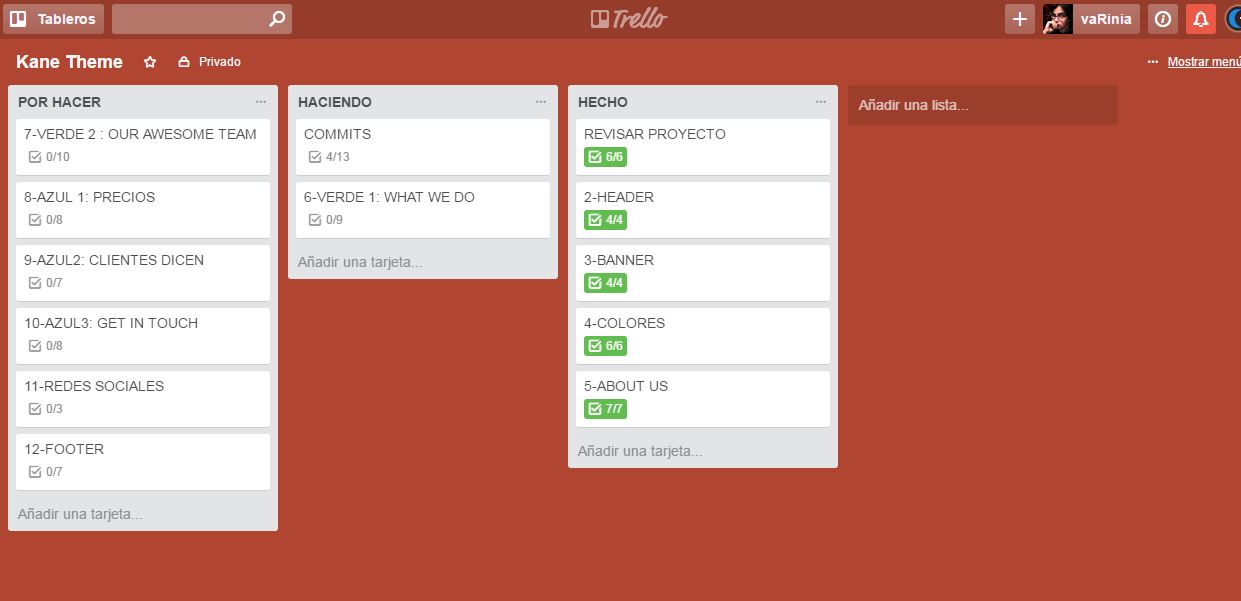 Tableros
Trello
vaRinia
Kane Theme
Privado
... Mostrar menú
POR HACER
...
7-VERDE 2 : OUR AWESOME TEAM
0/10
8-AZUL 1: PRECIOS
0/8
9-AZUL2: CLIENTES DICEN
0/7
10-AZUL3: GET IN TOUCH
0/8
11-REDES SOCIALES
0/3
12-FOOTER
0/7
Añadir una tarjeta...
HACIENDO
...
COMMITS
4/13
6-VERDE 1: WHAT WE DO
0/9
Añadir una tarjeta...
HECHO
...
REVISAR PROYECTO
6/6
2-HEADER
4/4
3-BANNER
4/4
4-COLORES
6/6
5-ABOUT US
7/7
Añadir una tarjeta...
Añadir una lista...